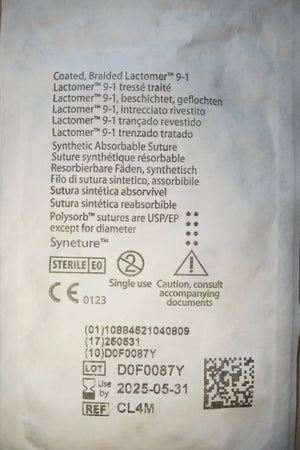 Coated, Braided Lactomer™ 9-1
Lactomer™ 9-1 tressé traité
Lactomer™ 9-1, beschichtet, geflochten
Lactomer™ 9-1, intrecciato rivestito
Lactomer™ 9-1 trançado revestido
Lactomer™ 9-1 trenzado tratado
Synthetic Absorbable Suture
Suture synthétique résorbable
Resorbierbare Fäden, synthetisch
Filo di sutura sintetico, assorbibile
Sutura sintética absorvível
Sutura sintética reabsorbible
Polysorb™ sutures are USP/EP
except for diameter
Syneture™
STERILE EO
2
Single use
Caution, consult
accompanying
documents
CE 0123
(01)10884521040809
(17)250531
(10)D0F0087Y
LOT D0F0087Y
Use by 2025-05-31
REF CL4M